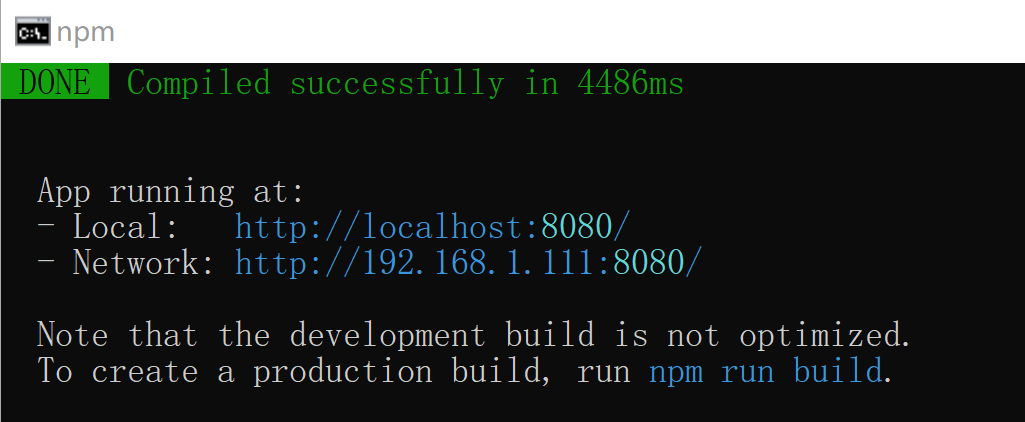 npm
DONE Compiled successfully in 4486ms
App running at:
- Local: http://localhost:8080/
- Network: http://192.168.1.111:8080/
Note that the development build is not optimized.
To create a production build, run npm run build.